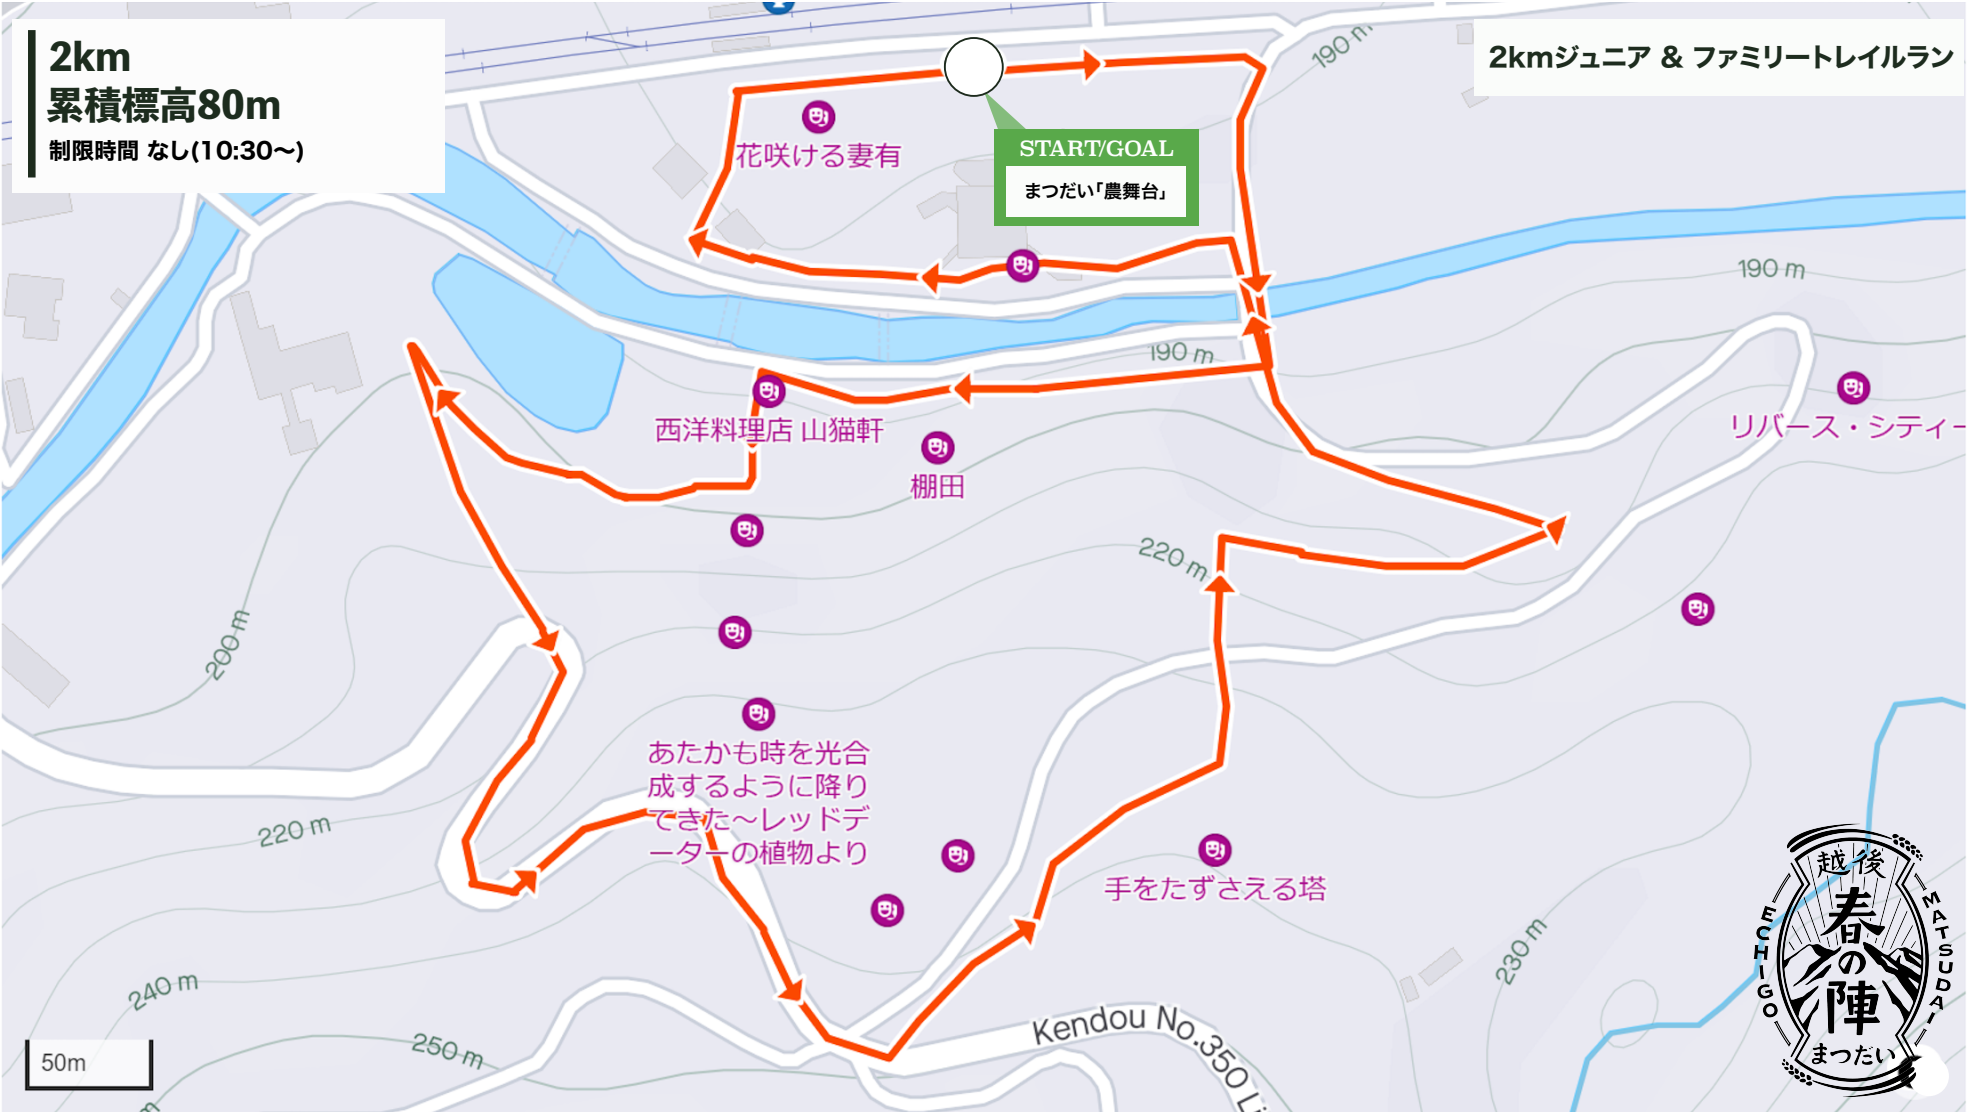 2km
累積標高80m
制限時間 なし(10:30〜)
2kmジュニア & ファミリートレイルラン
190 m
START/GOAL
まつだい「農舞台」
花咲ける妻有
190 m
190 m
西洋料理店 山猫軒
棚田
リバース・シティー
220 m
200 m
あたかも時を光合
成するように降り
てきた〜レッドデ
ーターの植物より
220 m
手をたずさえる塔
240 m
230 m
250 m
Kendou No.350 Li
50m
越後
春の陣
まつだい
ECHIGO
MATSUDAI